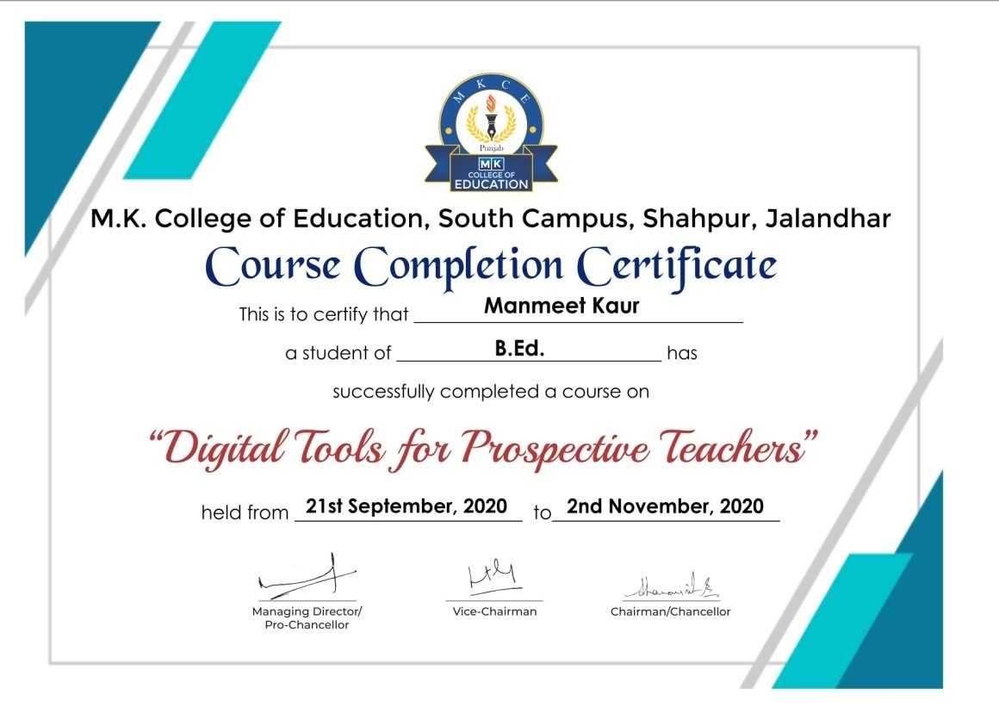 M K C E
Punjab
MK
COLLEGE OF
EDUCATION
M.K. College of Education, South Campus, Shahpur, Jalandhar
Course Completion Certificate
This is to certify that Manmeet Kaur
a student of B.Ed. has
successfully completed a course on
“Digital Tools for Prospective Teachers”
held from 21st September, 2020 to 2nd November, 2020
Managing Director/ Vice-Chairman Chairman/Chancellor
Pro-Chancellor